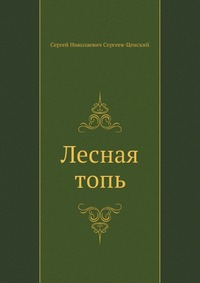 Сергей Николаевич Сергеев-Ценский
Лесная
топь